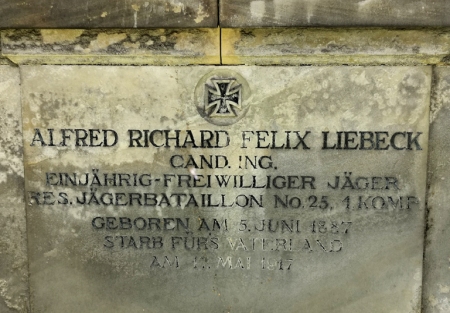 ALFRED RICHARD FELIX LIEBECK
CAND. ING.
EINJÄHRIG-FREIWILLIGER JÄGER
RES. JÄGERBATAILLON No. 25, 1 KOMP.
GEBOREN AM 5. JUNI 1887
STARB FÜRS VATERLAND
AM 12. MAI 1917